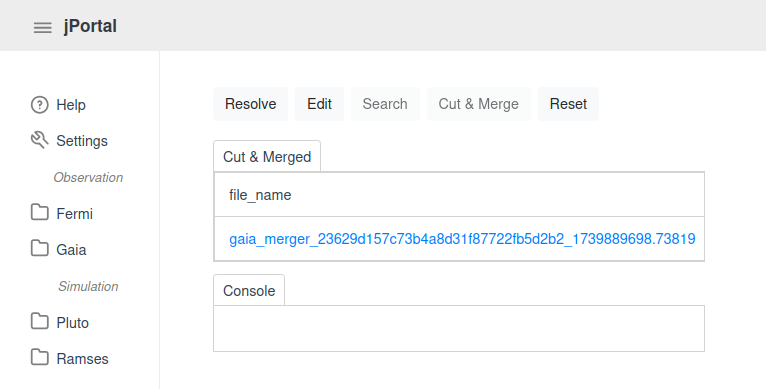 jPortal
Help
Settings
Observation
Fermi
Gaia
Simulation
Pluto
Ramses
Resolve Edit Search Cut & Merge Reset
Cut & Merged
file_name
gaia_merger_23629d157c73b4a8d31f87722fb5d2b2_1739889698.73819
Console